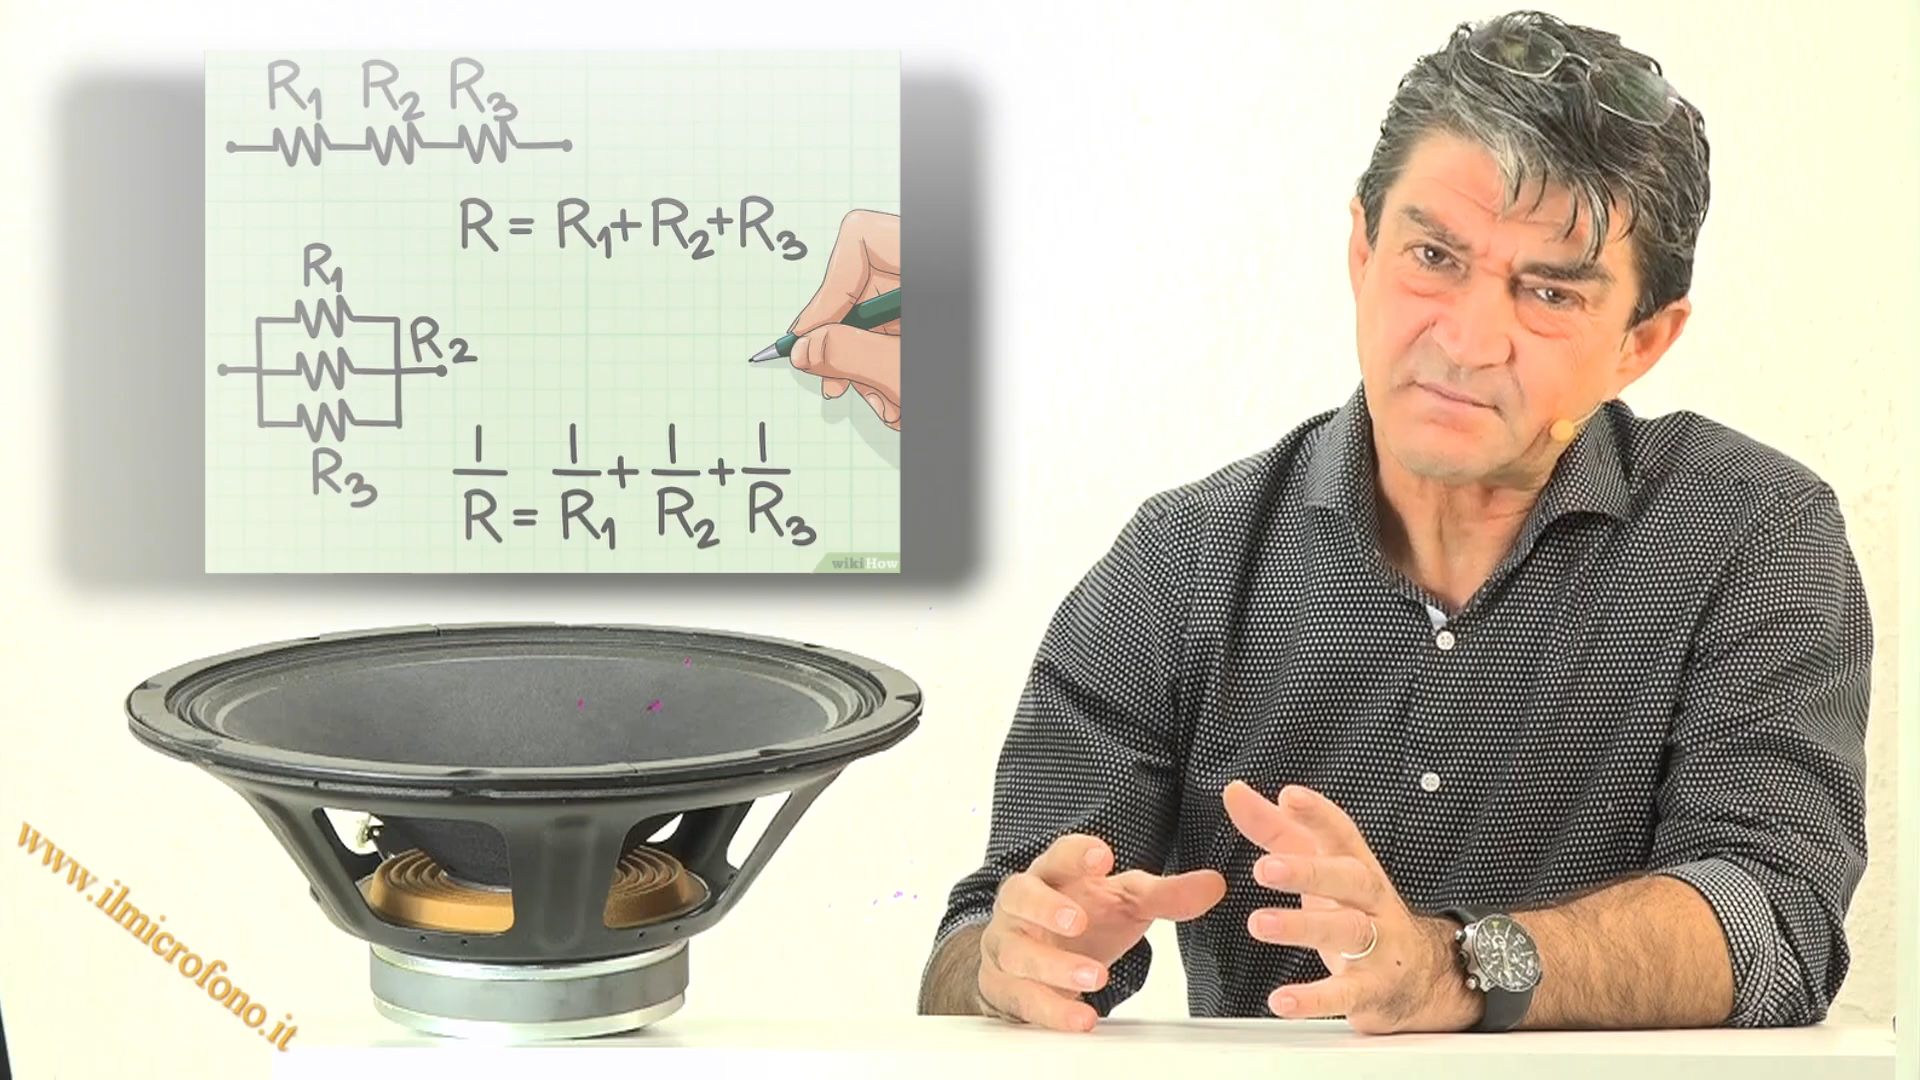 R1 R2 R3
R = R1+R2+R3
R1
R2
R3
1/R = 1/R1 + 1/R2 + 1/R3
wikiHow
www.ilmicrofono.it